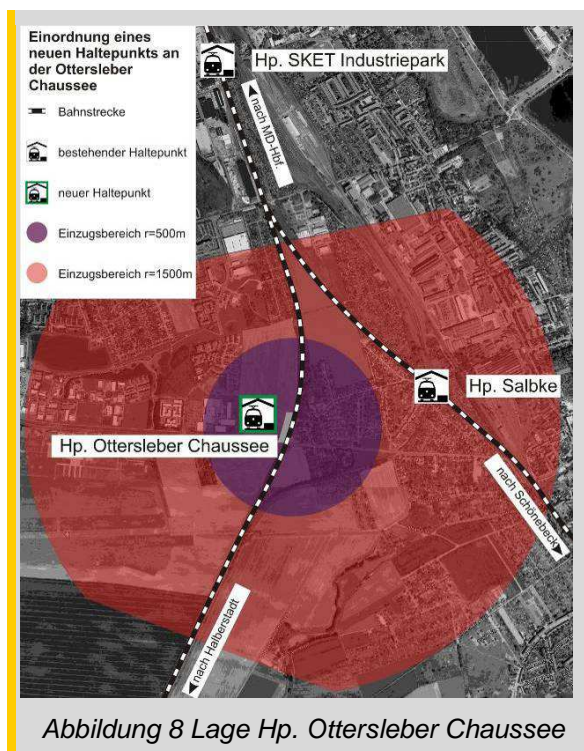 Einordnung eines
neuen Haltepunkts an
der Ottersleber
Chaussee
Bahnstrecke
bestehender Haltepunkt
neuer Haltepunkt
Einzugsbereich r=500m
Einzugsbereich r=1500m
Hp. SKET Industriepark
nach MD-Hbf.
Hp. Salbke
Hp. Ottersleber Chaussee
nach Schönebeck
nach Halberstadt
Abbildung 8 Lage Hp. Ottersleber Chaussee